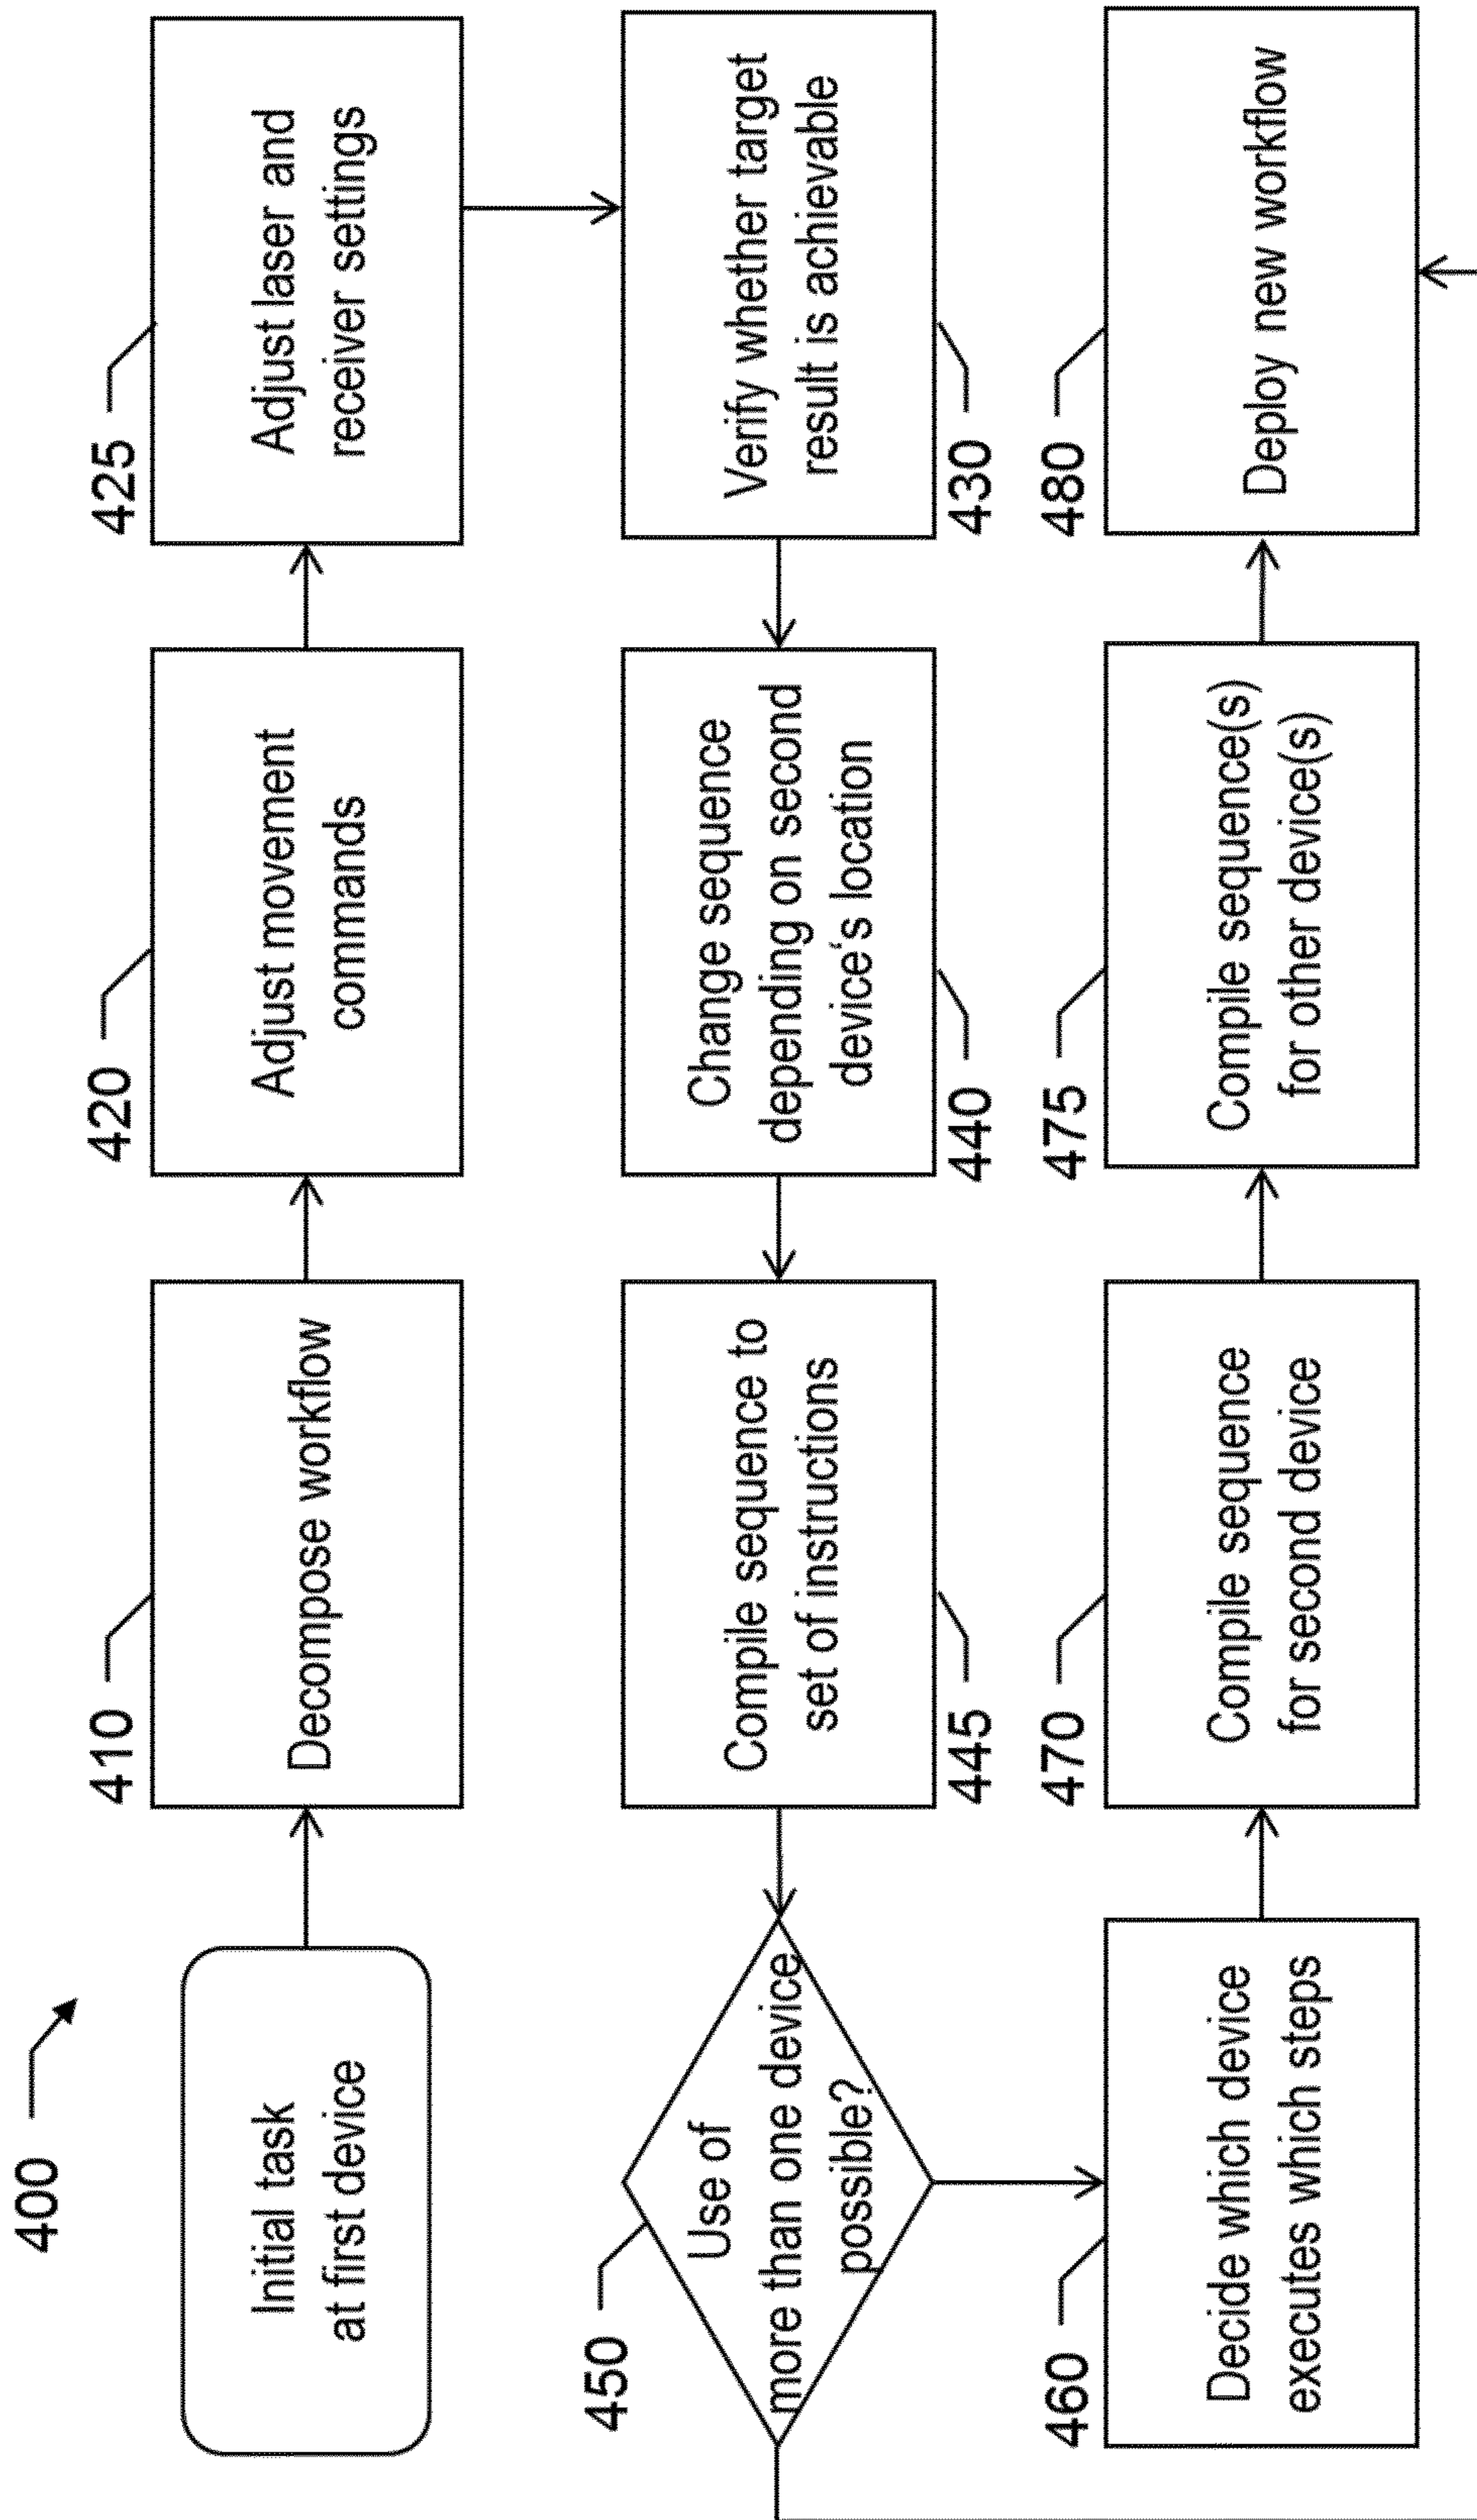 400
Initial task
at first device
410
Decompose workflow
420
Adjust movement
commands
425
Adjust laser and
receiver settings
450
Use of
more than one device
possible?
Compile sequence to
set of instructions
445
Change sequence
depending on second
device‘s location
440
Verify whether target
result is achievable
430
460
Decide which device
executes which steps
470
Compile sequence
for second device
475
Compile sequence(s)
for other device(s)
480
Deploy new workflow